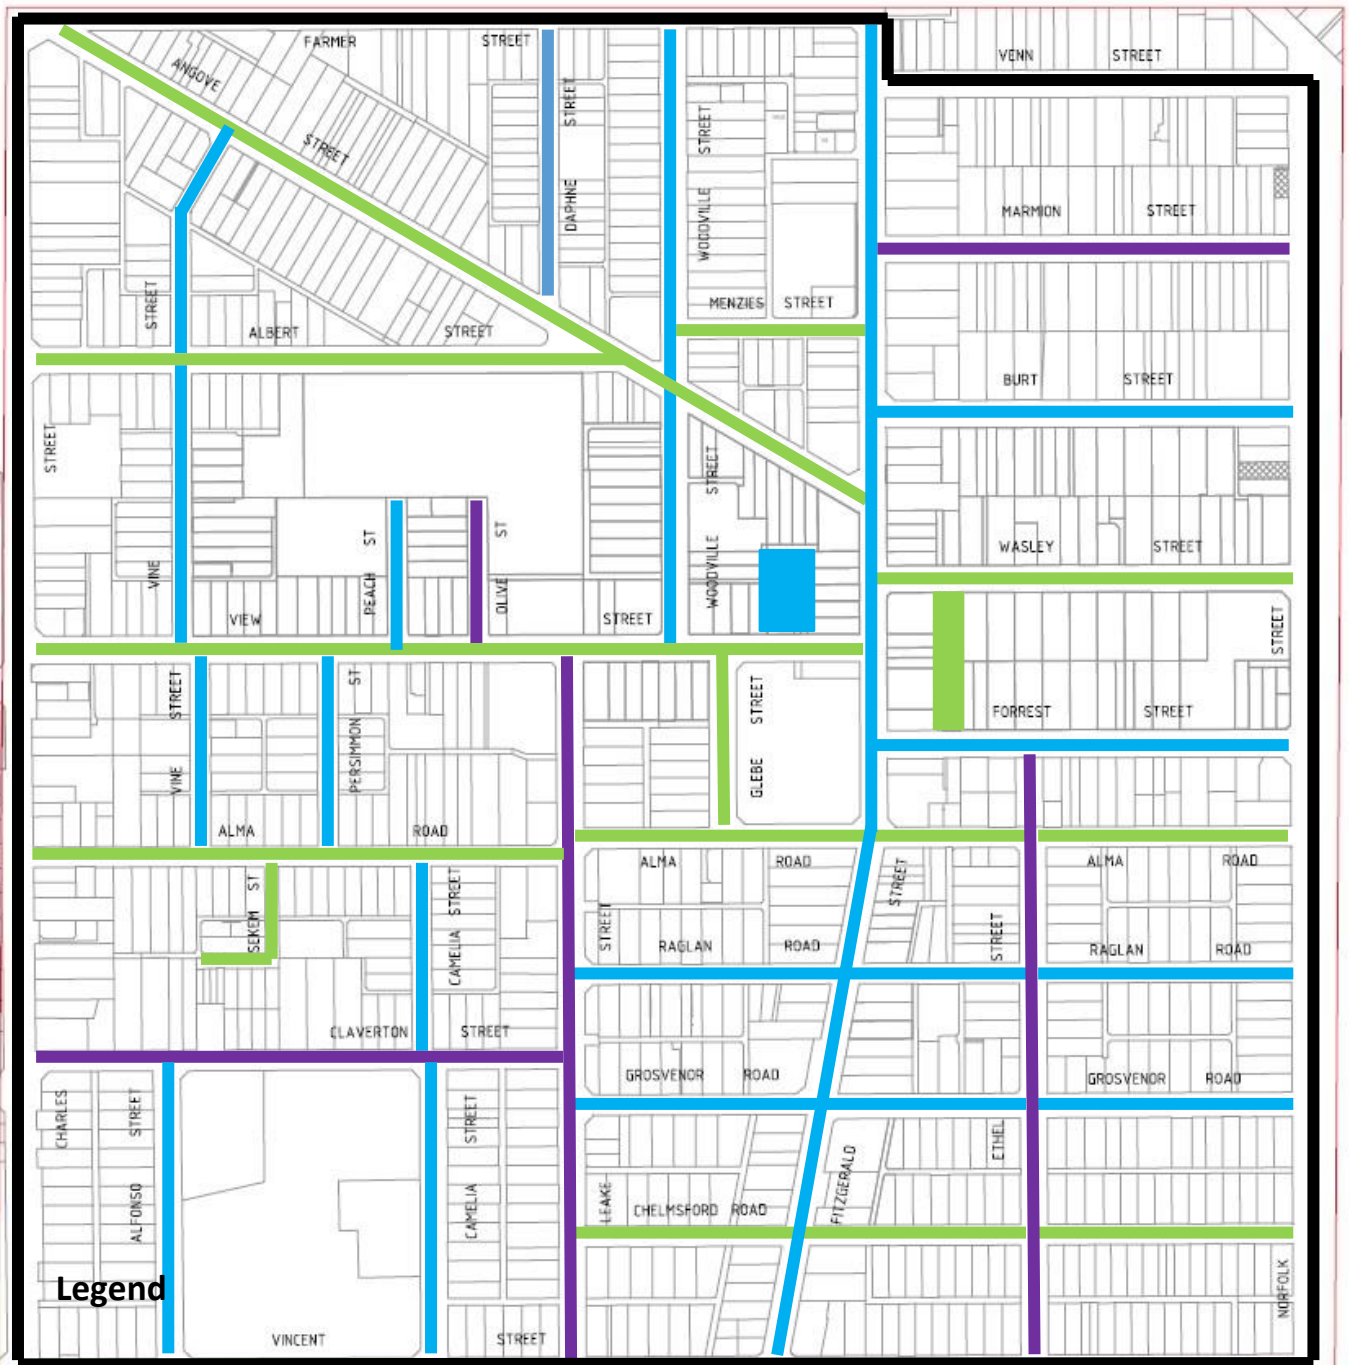 FARMER STREET
VENN STREET
ANGOVE
STREET
DAPHNE STREET
WOODVILLE STREET
MARMION STREET
STREET
ALBERT STREET
MENZIES STREET
BURT STREET
STREET
VINE
VIEW
PEACH ST
OLIVE ST
STREET
WOODVILLE STREET
WASLEY STREET
STREET
VINE STREET
PERSIMMON ST
GLEBE STREET
FORREST STREET
ALMA ROAD
ALMA ROAD
STREET
ALMA ROAD
SEKEM ST
CAMELIA STREET
STREET
RAGLAN ROAD
STREET
RAGLAN ROAD
CLAVERTON STREET
GROSVENOR ROAD
GROSVENOR ROAD
CHARLES
ALFONSO STREET
CAMELIA STREET
LEAKE
CHELMSFORD ROAD
FITZGERALD
ETHEL
Legend
NORFOLK
VINCENT STREET